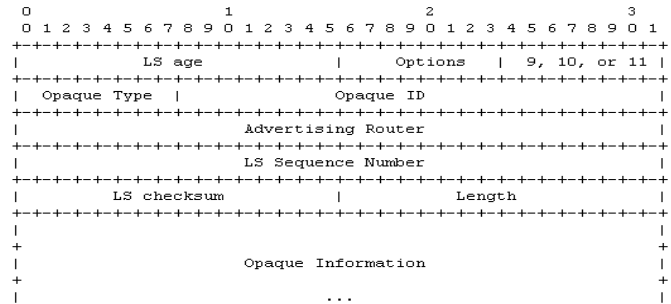 0                   1                   2                   3
0 1 2 3 4 5 6 7 8 9 0 1 2 3 4 5 6 7 8 9 0 1 2 3 4 5 6 7 8 9 0 1
+-+-+-+-+-+-+-+-+-+-+-+-+-+-+-+-+-+-+-+-+-+-+-+-+-+-+-+-+-+-+-+-+
| LS age | Options | 9, 10, or 11 |
+-+-+-+-+-+-+-+-+-+-+-+-+-+-+-+-+-+-+-+-+-+-+-+-+-+-+-+-+-+-+-+-+
| Opaque Type | Opaque ID |
+-+-+-+-+-+-+-+-+-+-+-+-+-+-+-+-+-+-+-+-+-+-+-+-+-+-+-+-+-+-+-+-+
| Advertising Router |
+-+-+-+-+-+-+-+-+-+-+-+-+-+-+-+-+-+-+-+-+-+-+-+-+-+-+-+-+-+-+-+-+
| LS Sequence Number |
+-+-+-+-+-+-+-+-+-+-+-+-+-+-+-+-+-+-+-+-+-+-+-+-+-+-+-+-+-+-+-+-+
| LS checksum | Length |
+-+-+-+-+-+-+-+-+-+-+-+-+-+-+-+-+-+-+-+-+-+-+-+-+-+-+-+-+-+-+-+-+
| |
+ +
| Opaque Information |
+ +
| ... |